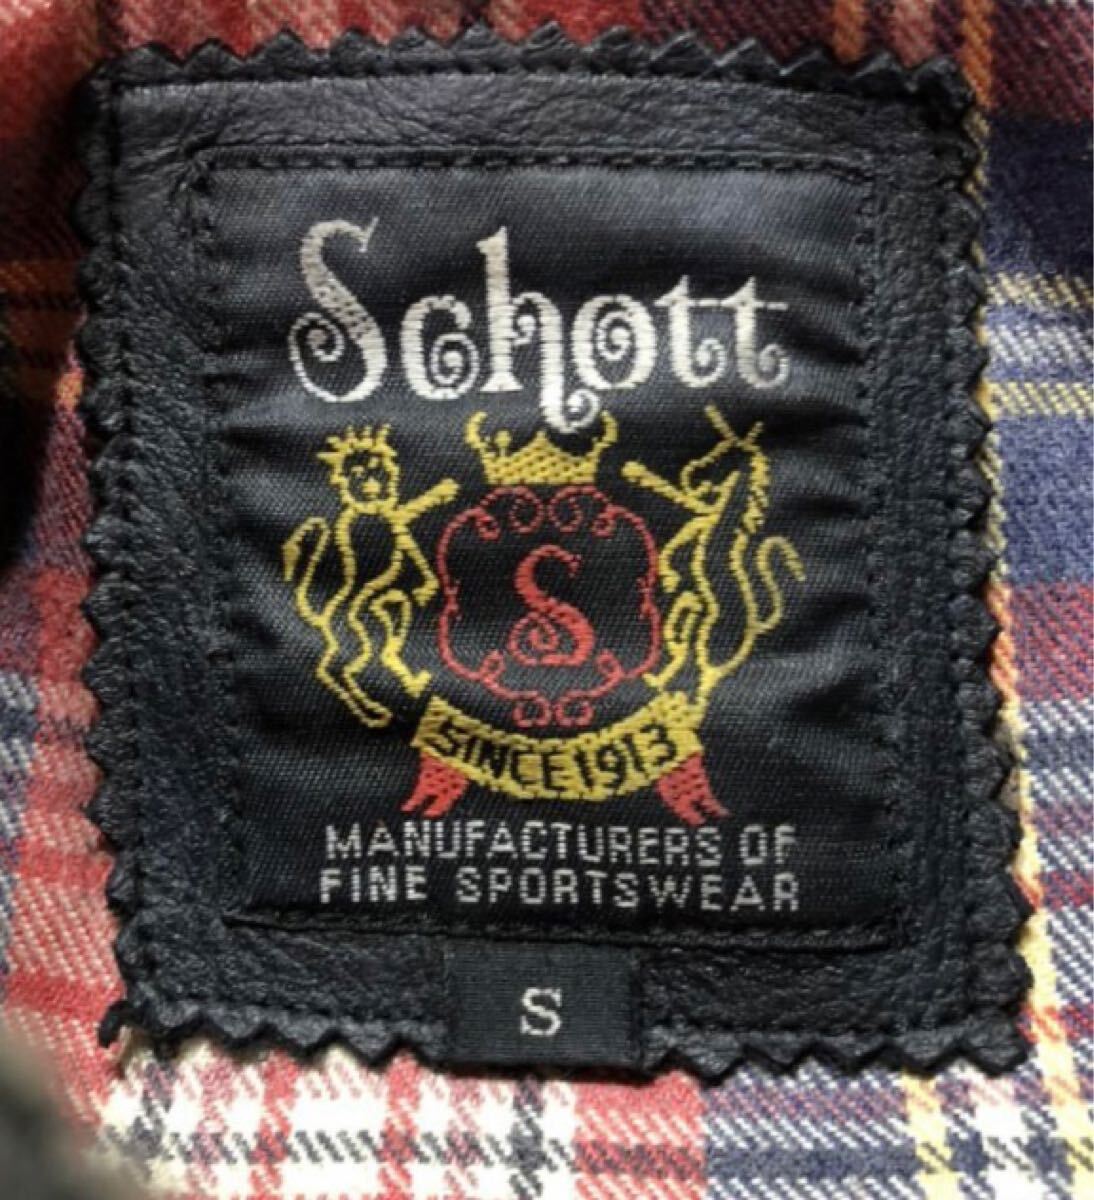 Schott
S
SINCE 1913
MANUFACTURERS OF
FINE SPORTSWEAR
S